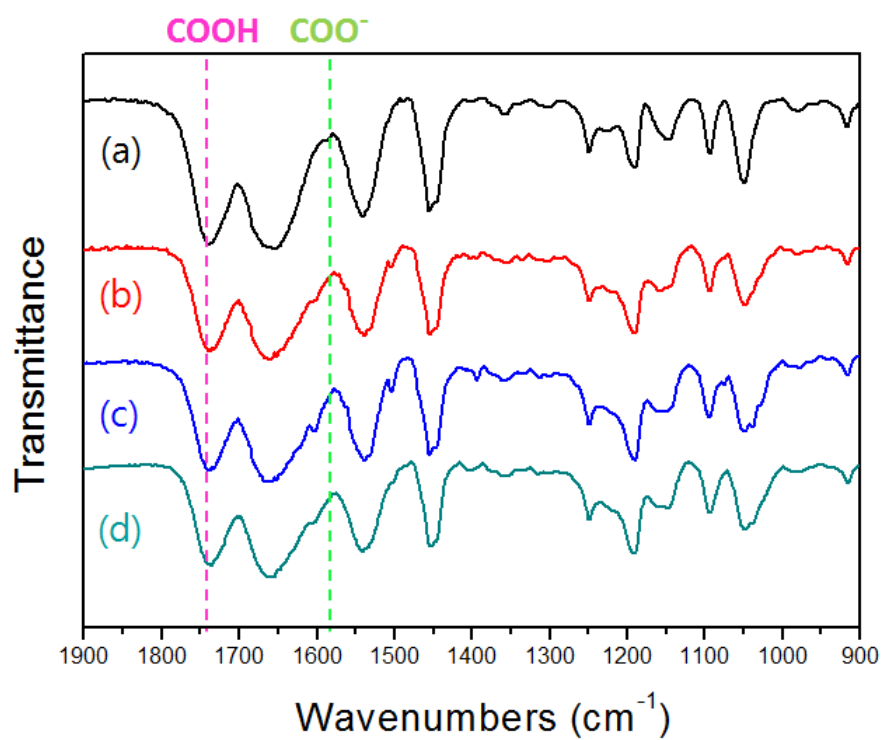 COOH COO⁻
(a)
(b)
(c)
(d)
Transmittance
1900 1800 1700 1600 1500 1400 1300 1200 1100 1000 900
Wavenumbers (cm⁻¹)